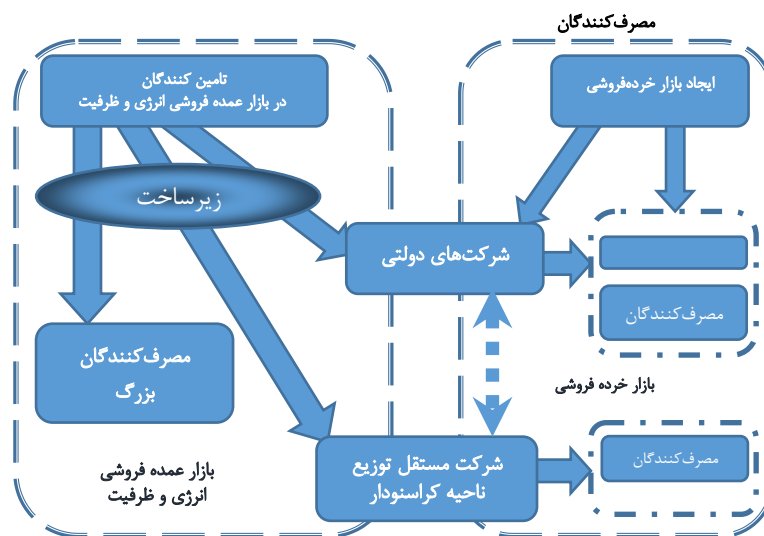 مصرف‌کنندگان
تامین کنندگان
در بازار عمده فروشی انرژی و ظرفیت
ایجاد بازار خرده‌فروشی
زیرساخت
شرکت‌های دولتی
مصرف‌کنندگان
مصرف‌کنندگان
بزرگ
بازار خرده فروشی
شرکت مستقل توزیع
ناحیه کراسنودار
مصرف‌کنندگان
بازار عمده فروشی
انرژی و ظرفیت